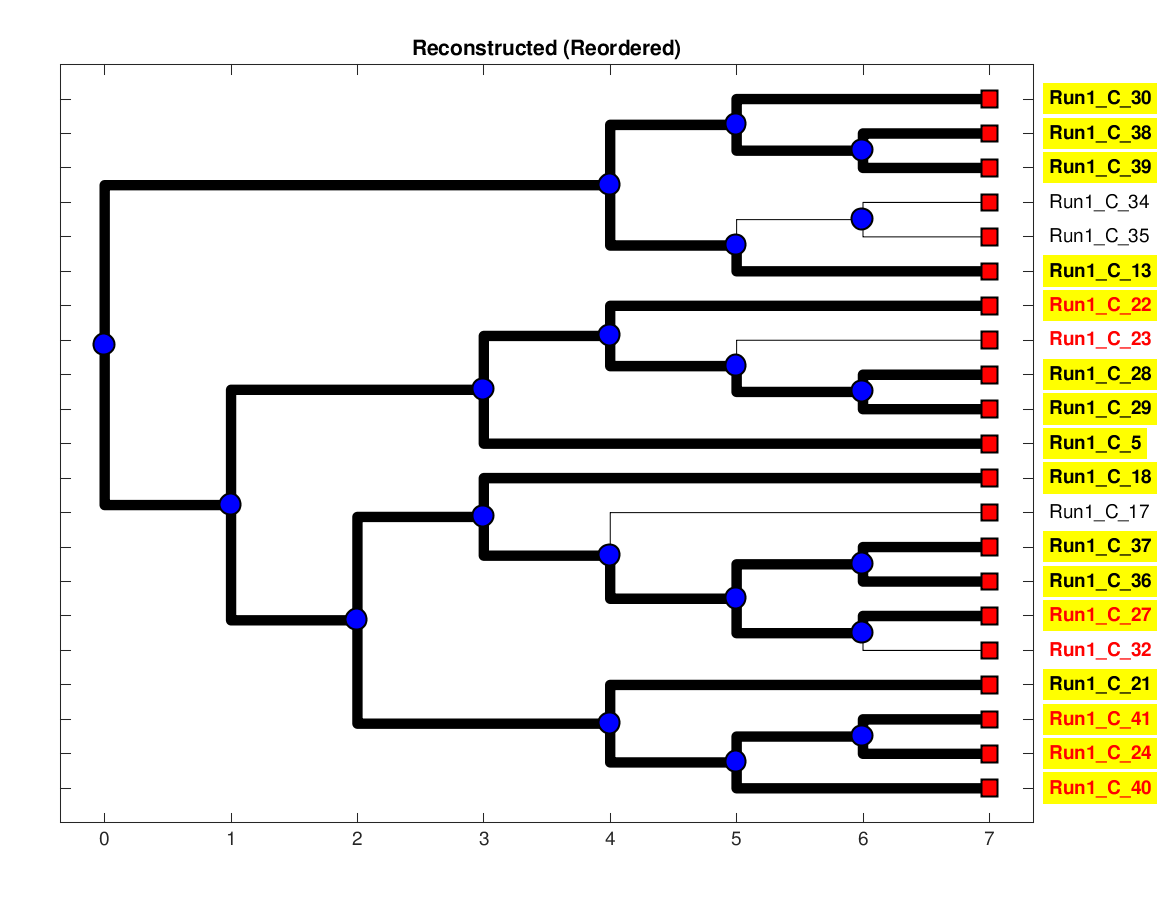 Reconstructed (Reordered)
Run1_C_30
Run1_C_38
Run1_C_39
Run1_C_34
Run1_C_35
Run1_C_13
Run1_C_22
Run1_C_23
Run1_C_28
Run1_C_29
Run1_C_5
Run1_C_18
Run1_C_17
Run1_C_37
Run1_C_36
Run1_C_27
Run1_C_32
Run1_C_21
Run1_C_41
Run1_C_24
Run1_C_40
0 1 2 3 4 5 6 7